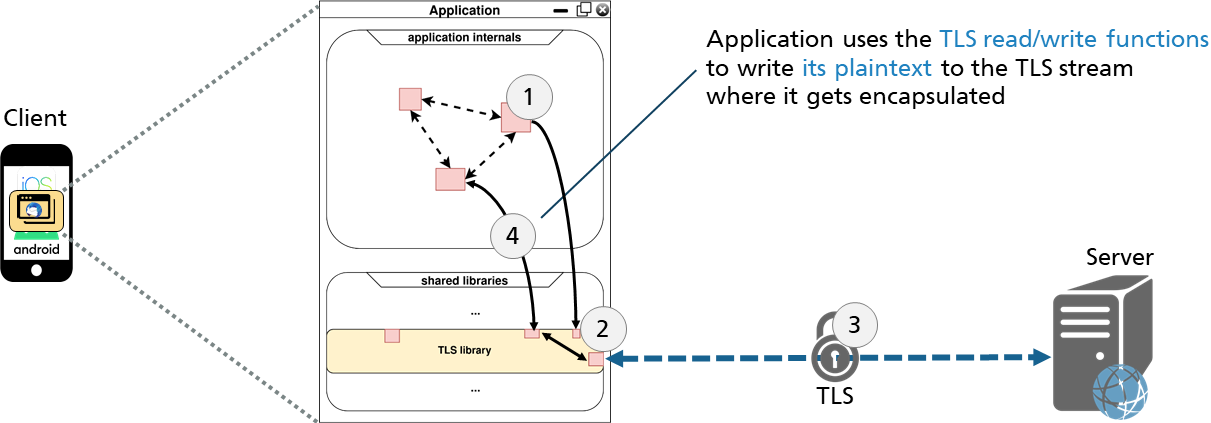 Application
application internals
Application uses the TLS read/write functions
to write its plaintext to the TLS stream
where it gets encapsulated
1
Client
iOS
android
4
shared libraries
...
2
TLS library
...
3
TLS
Server